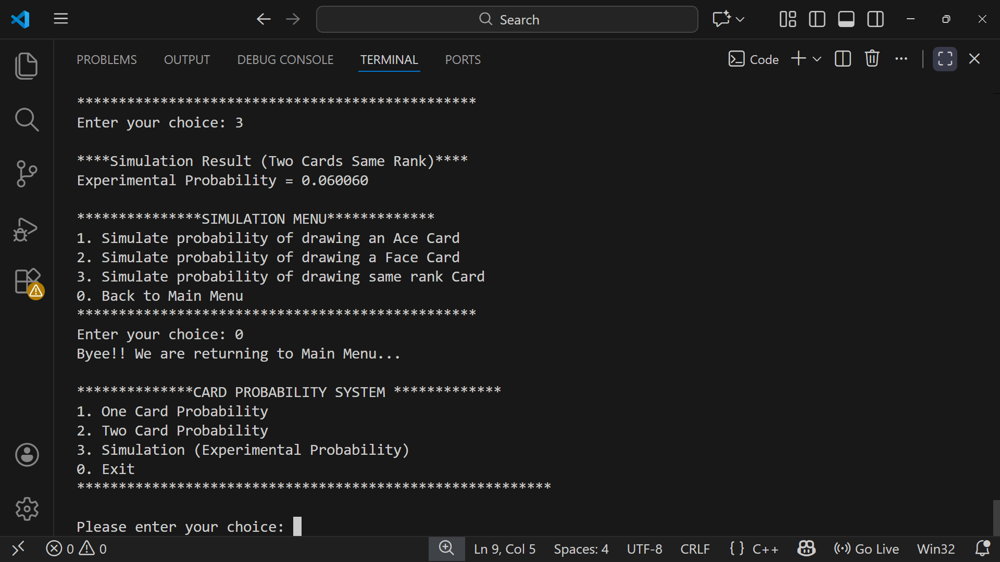 Search
PROBLEMS OUTPUT DEBUG CONSOLE TERMINAL PORTS
Code
************************************************
Enter your choice: 3
****Simulation Result (Two Cards Same Rank)****
Experimental Probability = 0.060060
***************SIMULATION MENU*************
1. Simulate probability of drawing an Ace Card
2. Simulate probability of drawing a Face Card
3. Simulate probability of drawing same rank Card
0. Back to Main Menu
************************************************
Enter your choice: 0
Byee!! We are returning to Main Menu...
**************CARD PROBABILITY SYSTEM *************
1. One Card Probability
2. Two Card Probability
3. Simulation (Experimental Probability)
0. Exit
*********************************************************
Please enter your choice:
0 0 Ln 9, Col 5 Spaces: 4 UTF-8 CRLF {} C++ Go Live Win32